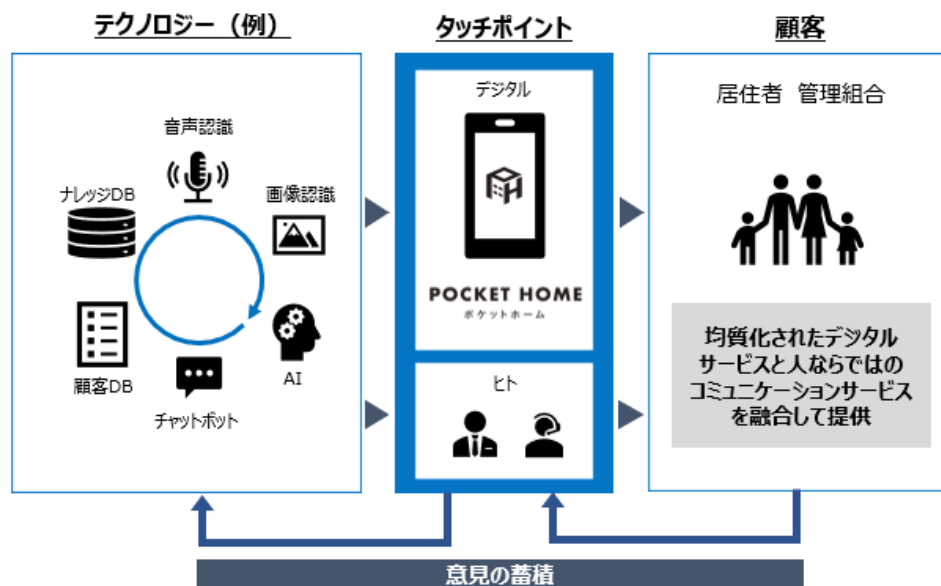 テクノロジー（例）
タッチポイント
顧客
音声認識
ナレッジDB
画像認識
顧客DB
AI
チャットボット
デジタル
POCKET HOME
ポケットホーム
ヒト
居住者 管理組合
均質化されたデジタル
サービスと人ならではの
コミュニケーションサービス
を融合して提供
意見の蓄積